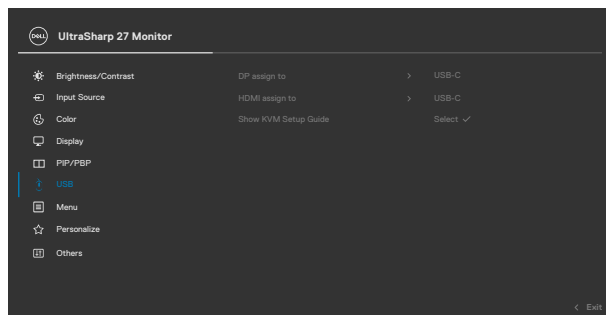 DELL UltraSharp 27 Monitor
Brightness/Contrast DP assign to > USB-C
Input Source HDMI assign to > USB-C
Color Show KVM Setup Guide Select ✓
Display
PIP/PBP
USB
Menu
Personalize
Others
< Exit